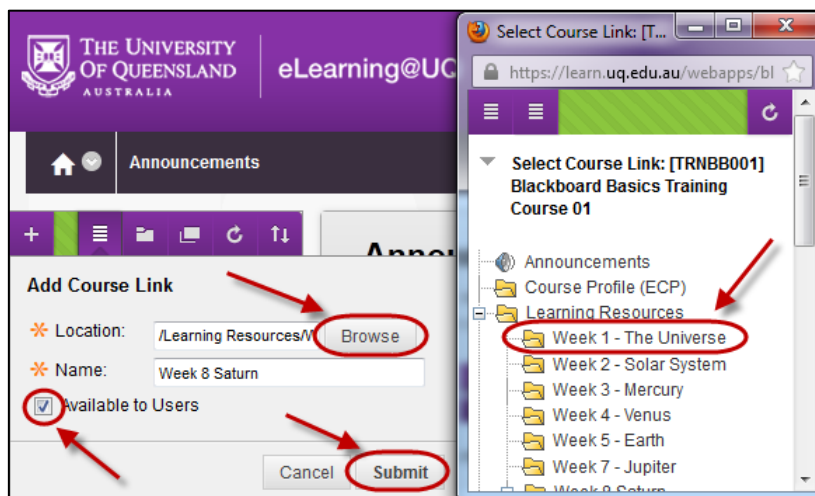 THE UNIVERSITY
OF QUEENSLAND
AUSTRALIA
eLearning@UQ
Announcements
Add Course Link
Location:
/Learning Resources/W
Browse
Name:
Week 8 Saturn
Available to Users
Cancel
Submit
Select Course Link: [T...
https://learn.uq.edu.au/webapps/bl
Select Course Link: [TRNBB001]
Blackboard Basics Training
Course 01
Announcements
Course Profile (ECP)
Learning Resources
Week 1 - The Universe
Week 2 - Solar System
Week 3 - Mercury
Week 4 - Venus
Week 5 - Earth
Week 7 - Jupiter
Week 8 Saturn